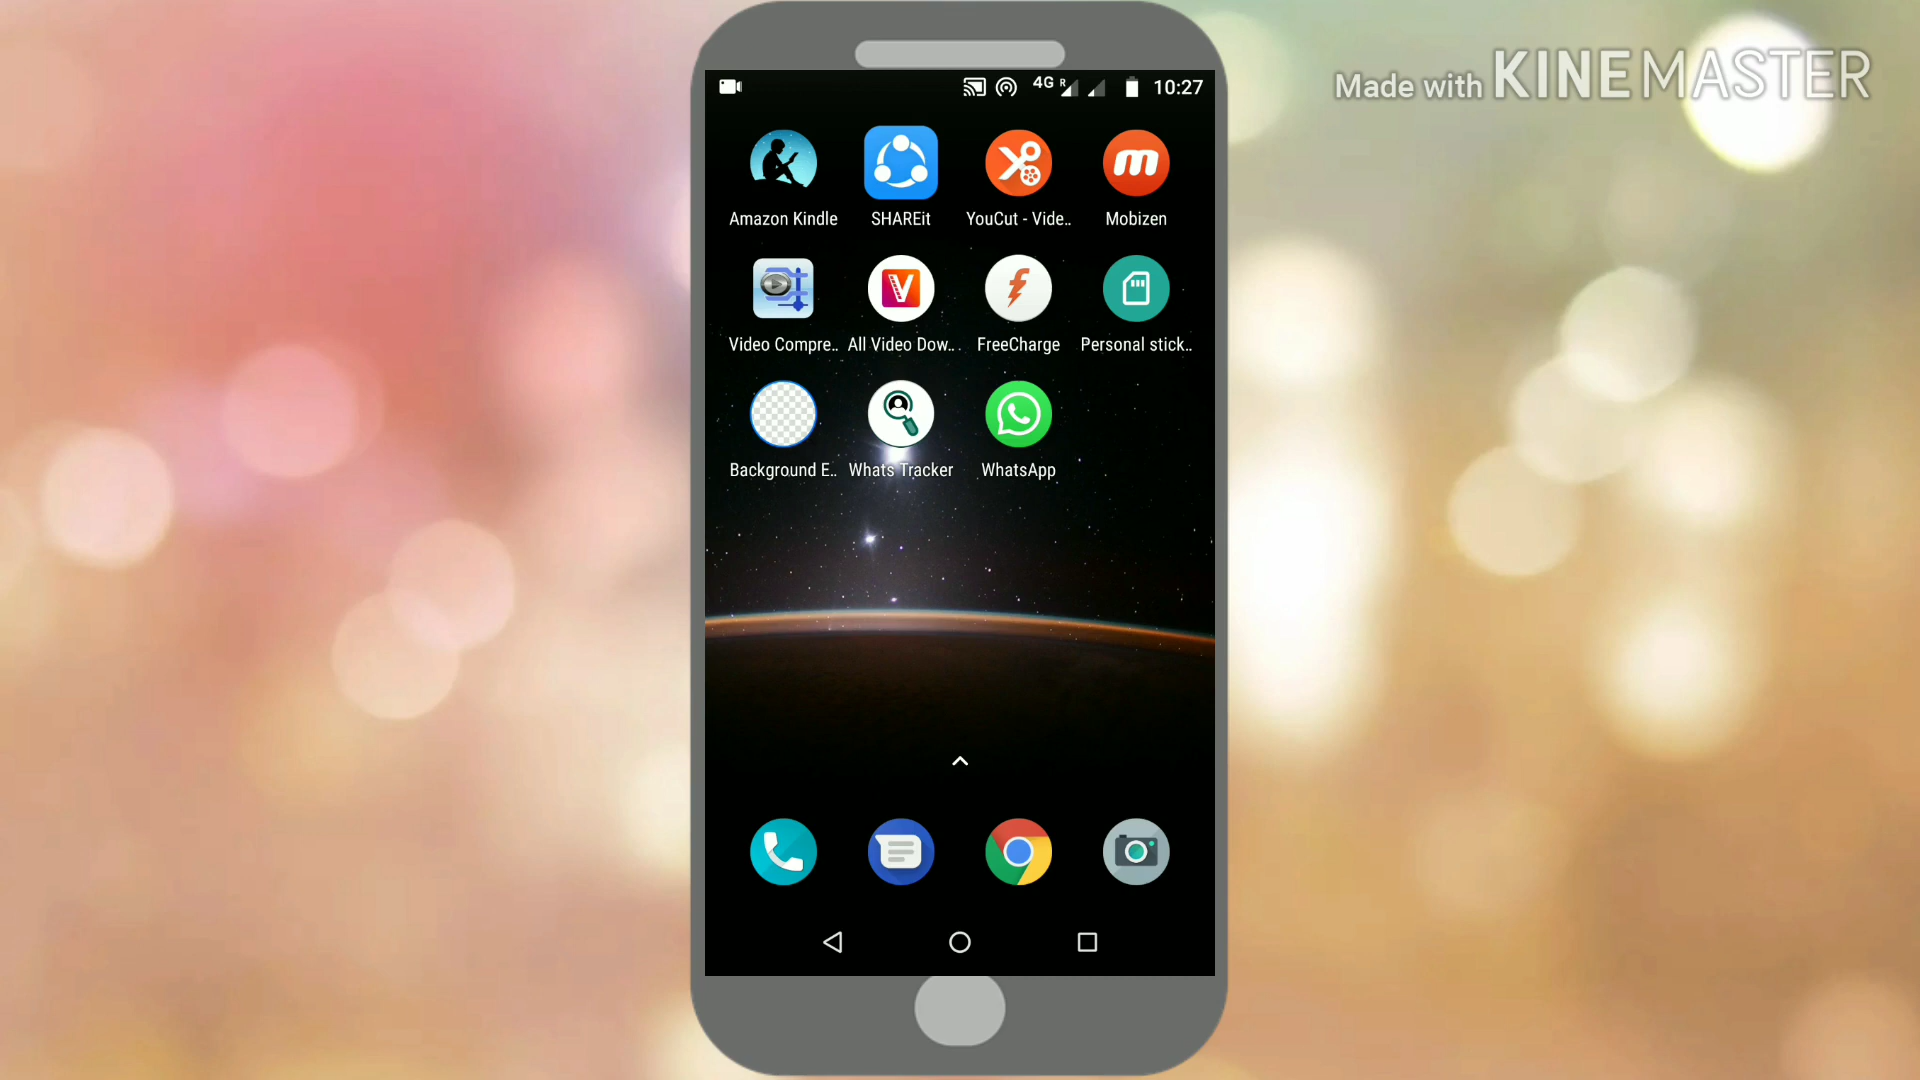 Made with KINEMASTER
4G R 10:27
Amazon Kindle SHAREit YouCut - Vide.. Mobizen
Video Compre.. All Video Dow... FreeCharge Personal stick..
Background E.. Whats Tracker WhatsApp